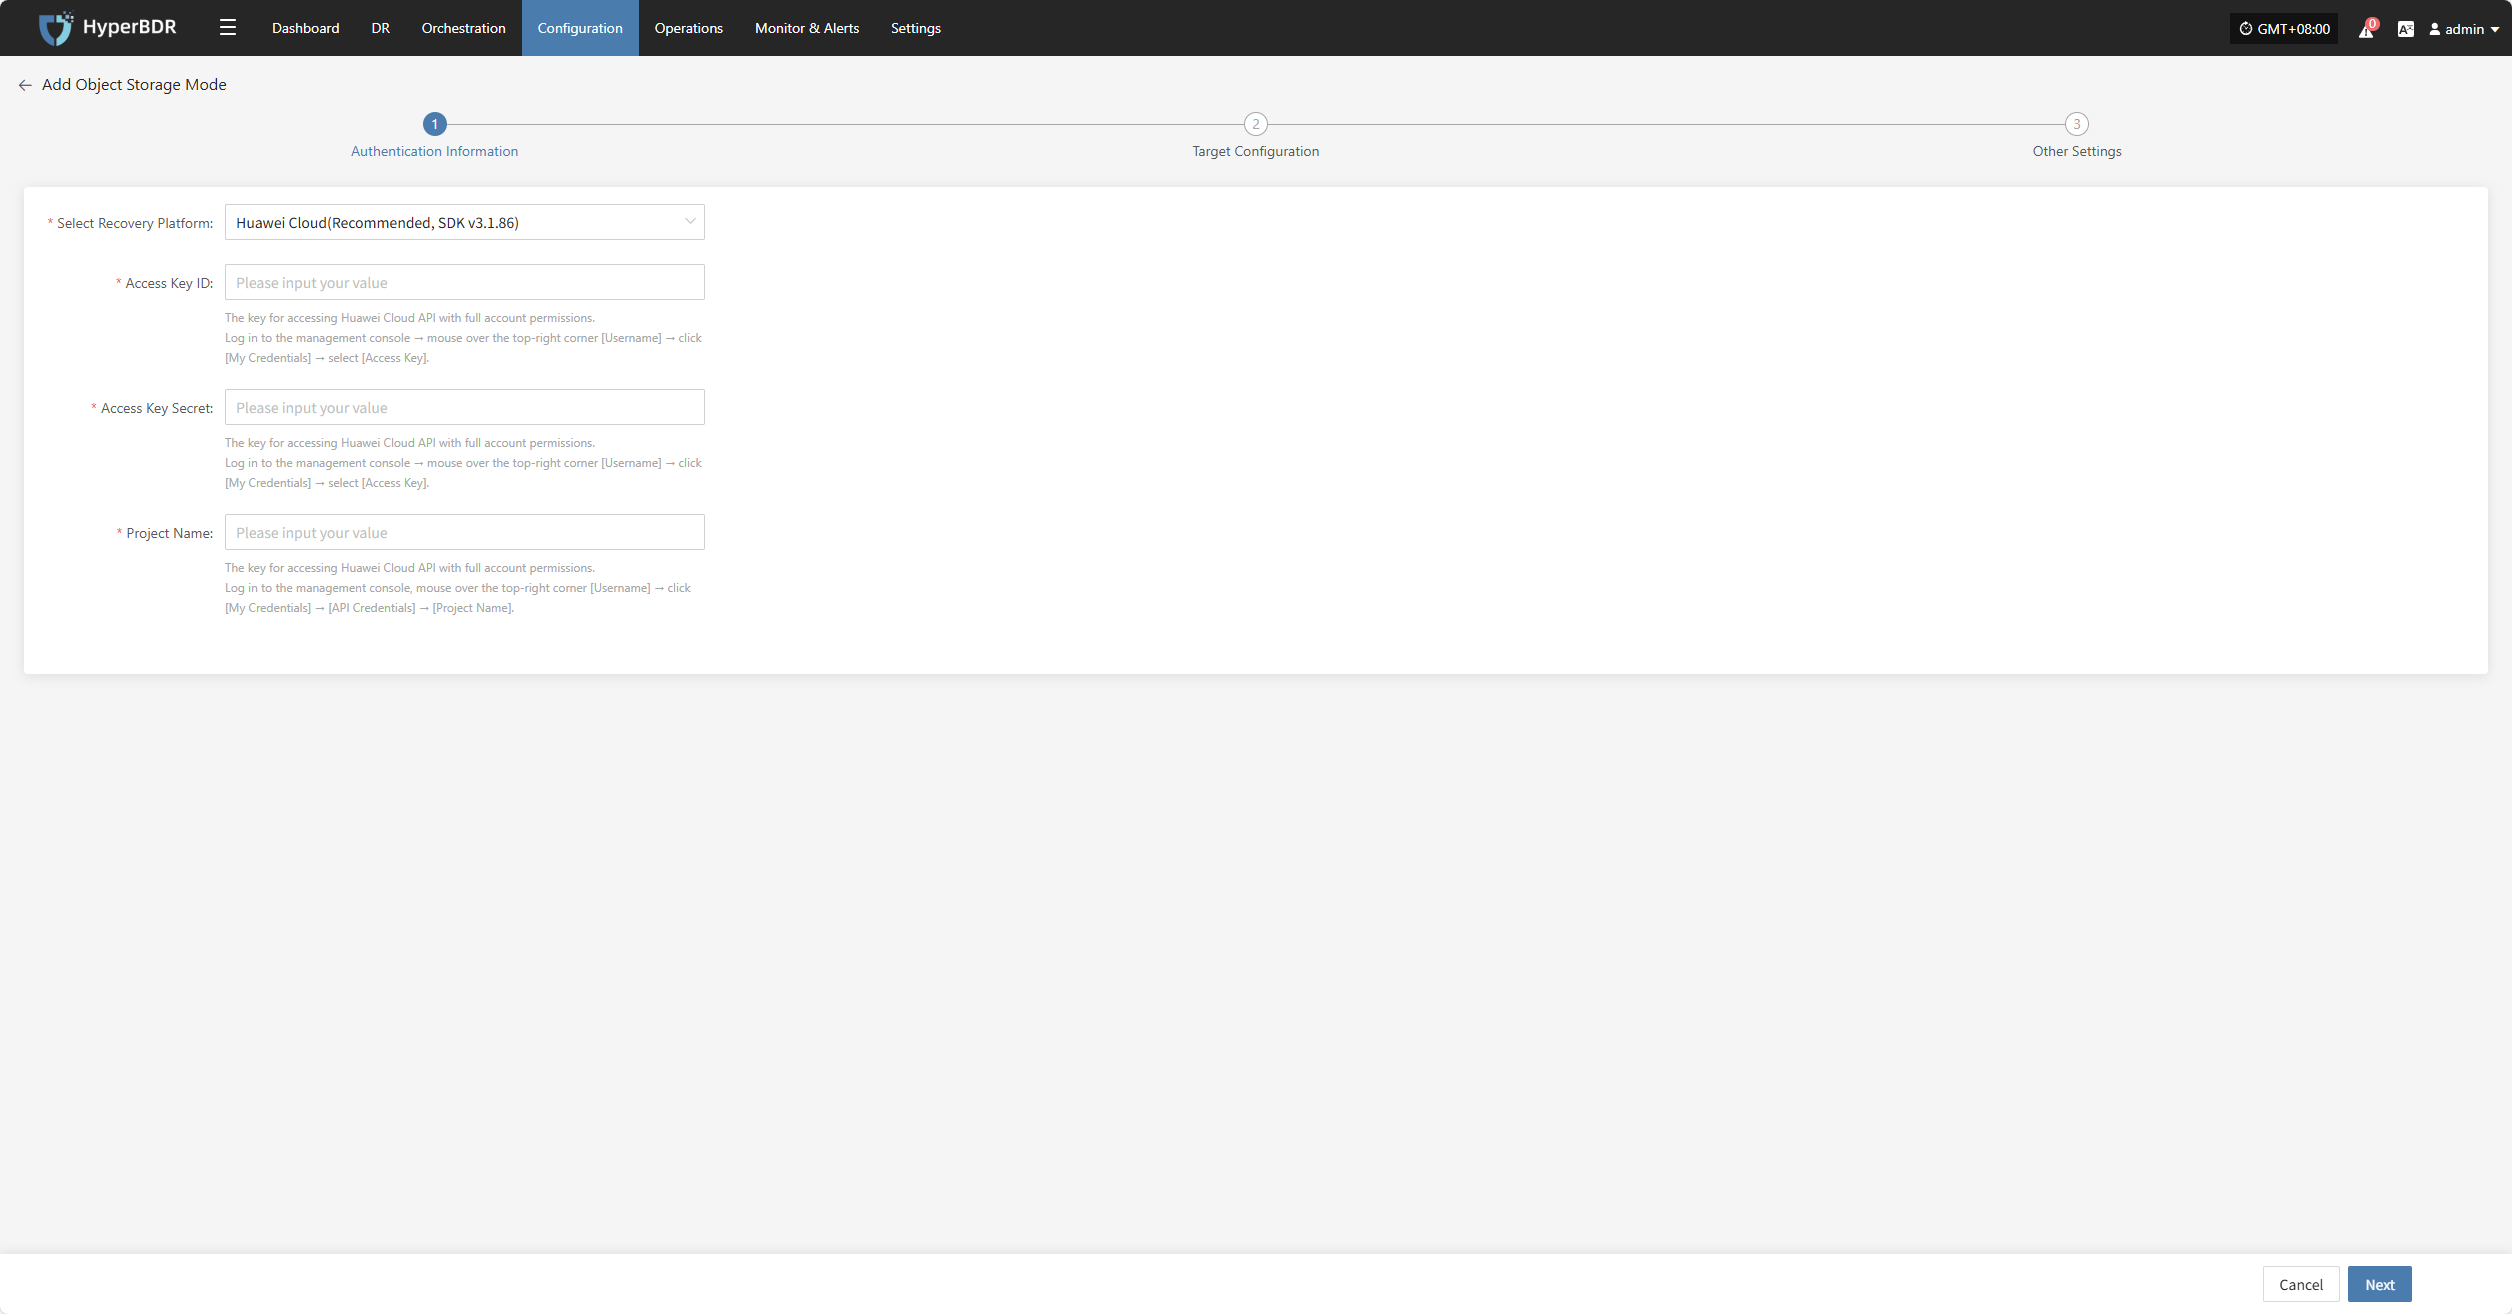 HyperBDR
Dashboard
DR
Orchestration
Configuration
Operations
Monitor & Alerts
Settings
GMT+08:00
0
admin
Add Object Storage Mode
1
2
3
Authentication Information
Target Configuration
Other Settings
* Select Recovery Platform:
Huawei Cloud(Recommended, SDK v3.1.86)
* Access Key ID:
Please input your value
The key for accessing Huawei Cloud API with full account permissions.
Log in to the management console → mouse over the top-right corner [Username] → click
[My Credentials] → select [Access Key].
* Access Key Secret:
Please input your value
The key for accessing Huawei Cloud API with full account permissions.
Log in to the management console → mouse over the top-right corner [Username] → click
[My Credentials] → select [Access Key].
* Project Name:
Please input your value
The key for accessing Huawei Cloud API with full account permissions.
Log in to the management console, mouse over the top-right corner [Username] → click
[My Credentials] → [API Credentials] → [Project Name].
Cancel
Next